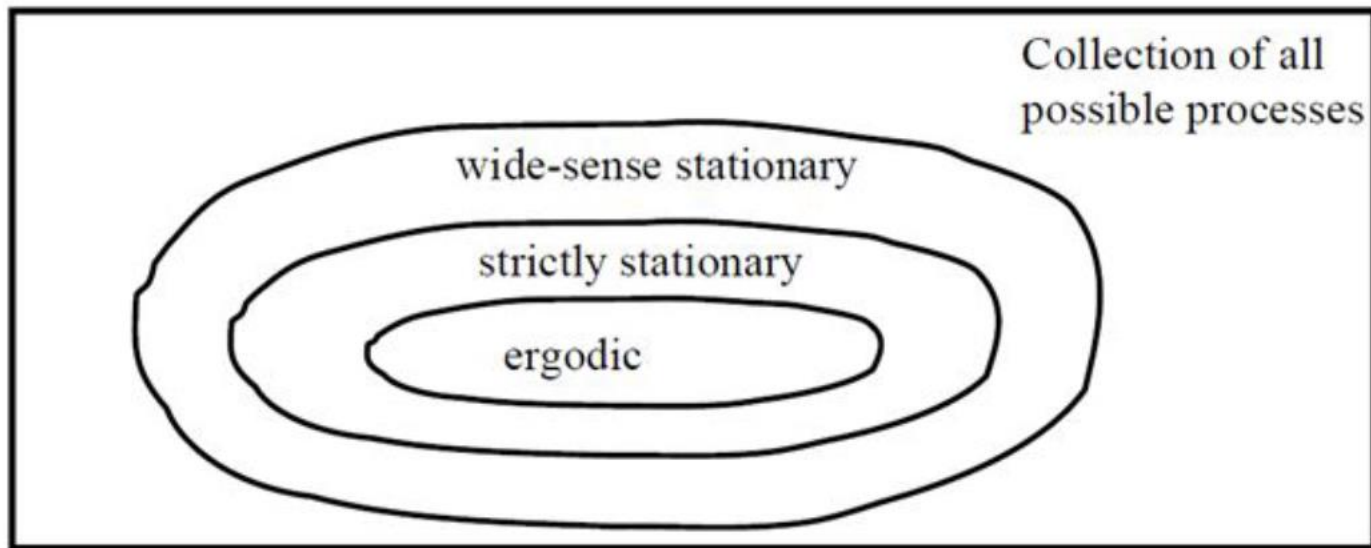 Collection of all
possible processes
wide-sense stationary
strictly stationary
ergodic